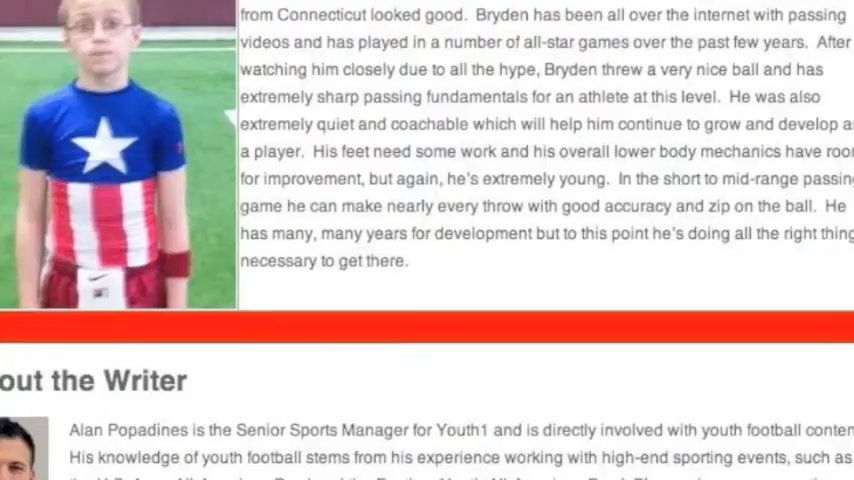 from Connecticut looked good. Bryden has been all over the internet with passing
videos and has played in a number of all-star games over the past few years. After
watching him closely due to all the hype, Bryden threw a very nice ball and has
extremely sharp passing fundamentals for an athlete at this level. He was also
extremely quiet and coachable which will help him continue to grow and develop a
a player. His feet need some work and his overall lower body mechanics have roo
for improvement, but again, he's extremely young. In the short to mid-range passin
game he can make nearly every throw with good accuracy and zip on the ball. He
has many, many years for development but to this point he's doing all the right thing
necessary to get there.
out the Writer
Alan Popadines is the Senior Sports Manager for Youth1 and is directly involved with youth football conten
His knowledge of youth football stems from his experience working with high-end sporting events, such as